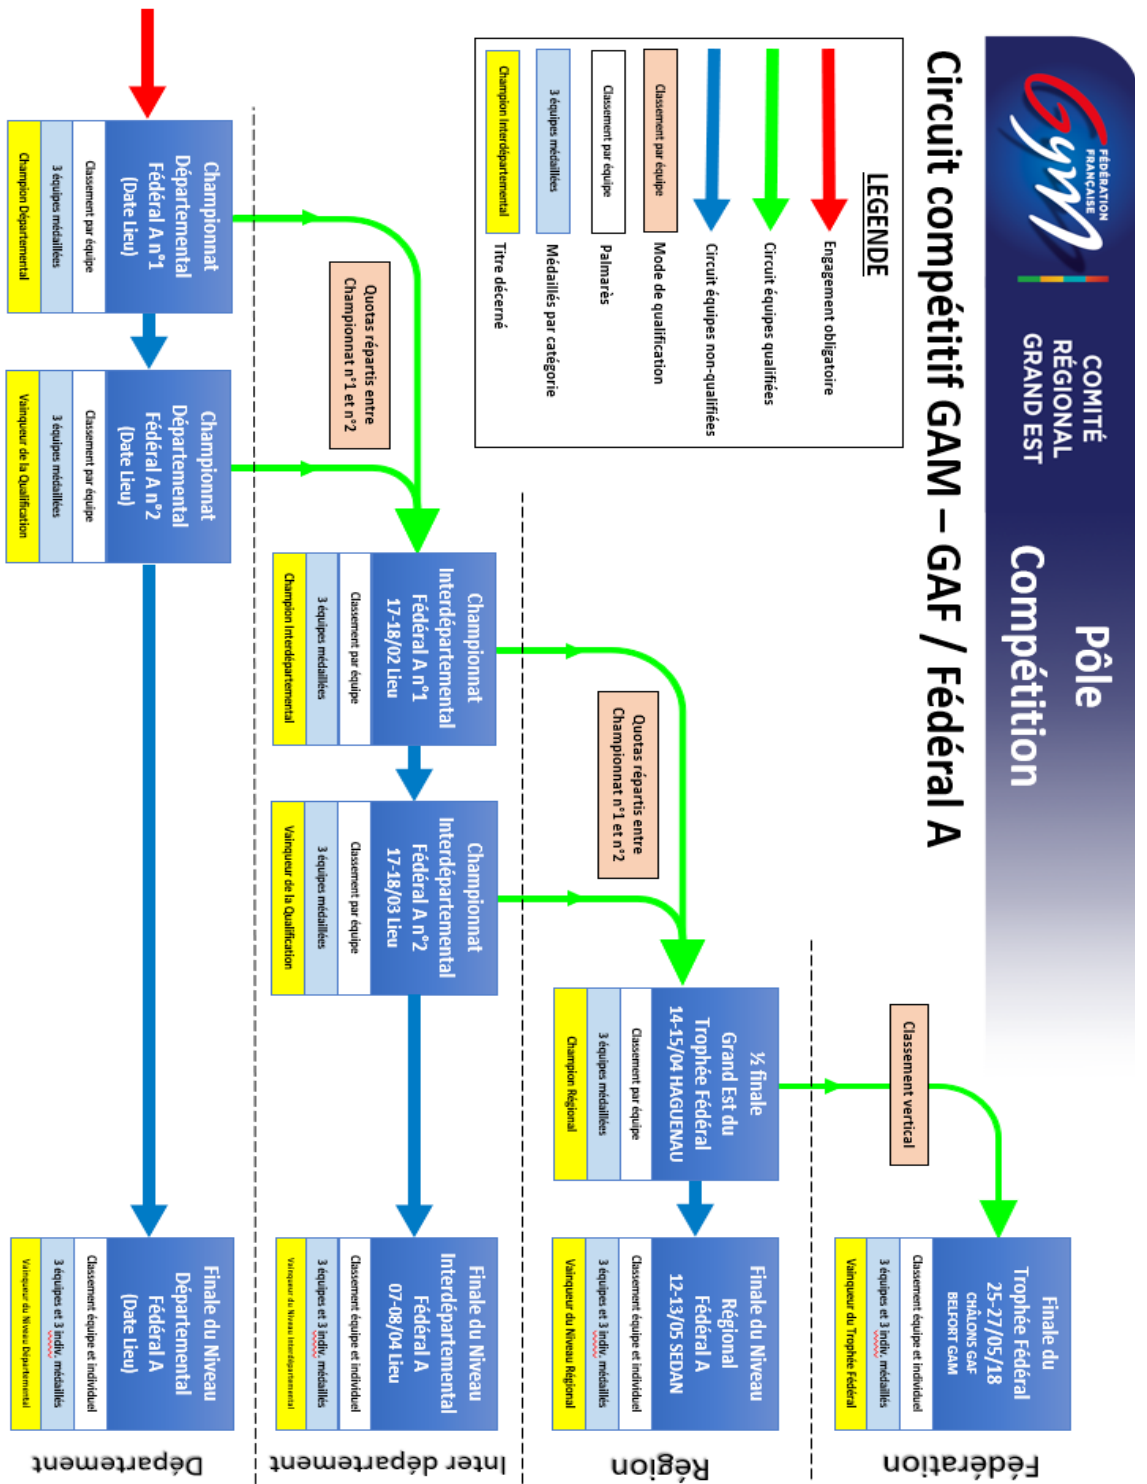 Gym
FÉDÉRATION
FRANÇAISE
COMITÉ
RÉGIONAL
GRAND EST
Pôle
Compétition
Circuit compétitif GAM – GAF / Fédéral A
LEGENDE
Engagement obligatoire
Circuit équipes qualifiées
Circuit équipes non-qualifiées
Classement par équipe
Mode de qualification
Classement par équipe
Palmarès
3 équipes médaillées
Médaillés par catégorie
Champion Interdépartemental
Titre décerné
Fédération
Classement vertical
Finale du
Trophée Fédéral
25-27/05/18
CHÂLONS GAF
BELFORT GAM
Classement équipe et individuel
3 équipes et 3 indiv. médaillés
Vainqueur du Trophée Fédéral
Région
½ finale
Grand Est du
Trophée Fédéral
14-15/04 HAGUENAU
Classement par équipe
3 équipes médaillées
Champion Régional
Finale du Niveau
Régional
Fédéral A
12-13/05 SEDAN
Classement équipe et individuel
3 équipes et 3 indiv. médaillés
Vainqueur du Niveau Régional
Inter département
Quotas répartis entre
Championnat n°1 et n°2
Championnat
Interdépartemental
Fédéral A n°1
17-18/02 Lieu
Classement par équipe
3 équipes médaillées
Champion Interdépartemental
Championnat
Interdépartemental
Fédéral A n°2
17-18/03 Lieu
Classement par équipe
3 équipes médaillées
Vainqueur de la Qualification
Finale du Niveau
Interdépartemental
Fédéral A
07-08/04 Lieu
Classement équipe et individuel
3 équipes et 3 indiv. médaillés
Vainqueur du Niveau Interdépartemental
Département
Quotas répartis entre
Championnat n°1 et n°2
Championnat
Départemental
Fédéral A n°1
(Date Lieu)
Classement par équipe
3 équipes médaillées
Champion Départemental
Championnat
Départemental
Fédéral A n°2
(Date Lieu)
Classement par équipe
3 équipes médaillées
Vainqueur de la Qualification
Finale du Niveau
Départemental
Fédéral A
(Date Lieu)
Classement équipe et individuel
3 équipes et 3 indiv. médaillés
Vainqueur du Niveau Départemental